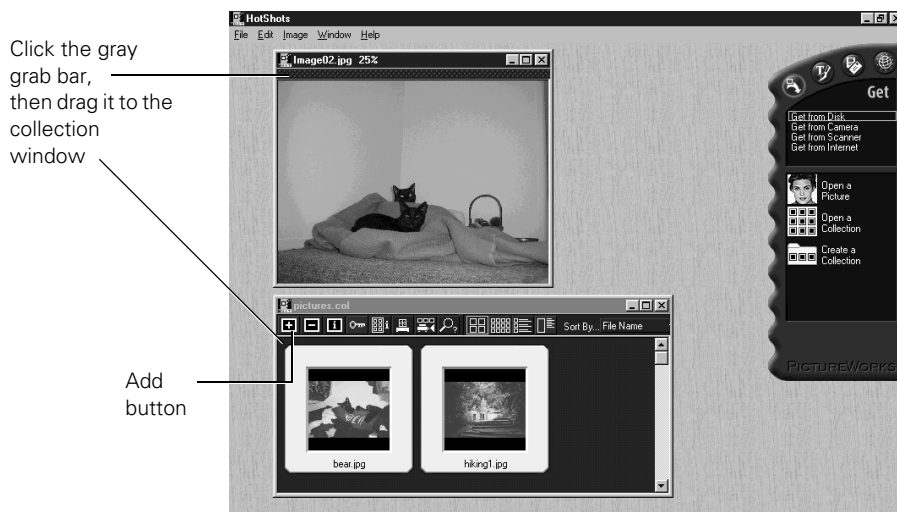 HotShots
File Edit Image Window Help
Click the gray
grab bar,
then drag it to the
collection
window
Image02.jpg 25%
Get
Get from Disk
Get from Camera
Get from Scanner
Get from Internet
Open a
Picture
Open a
Collection
Create a
Collection
PICTUREWORKS
pictures.col
Sort By... File Name
Add
button
bear.jpg
hiking1.jpg